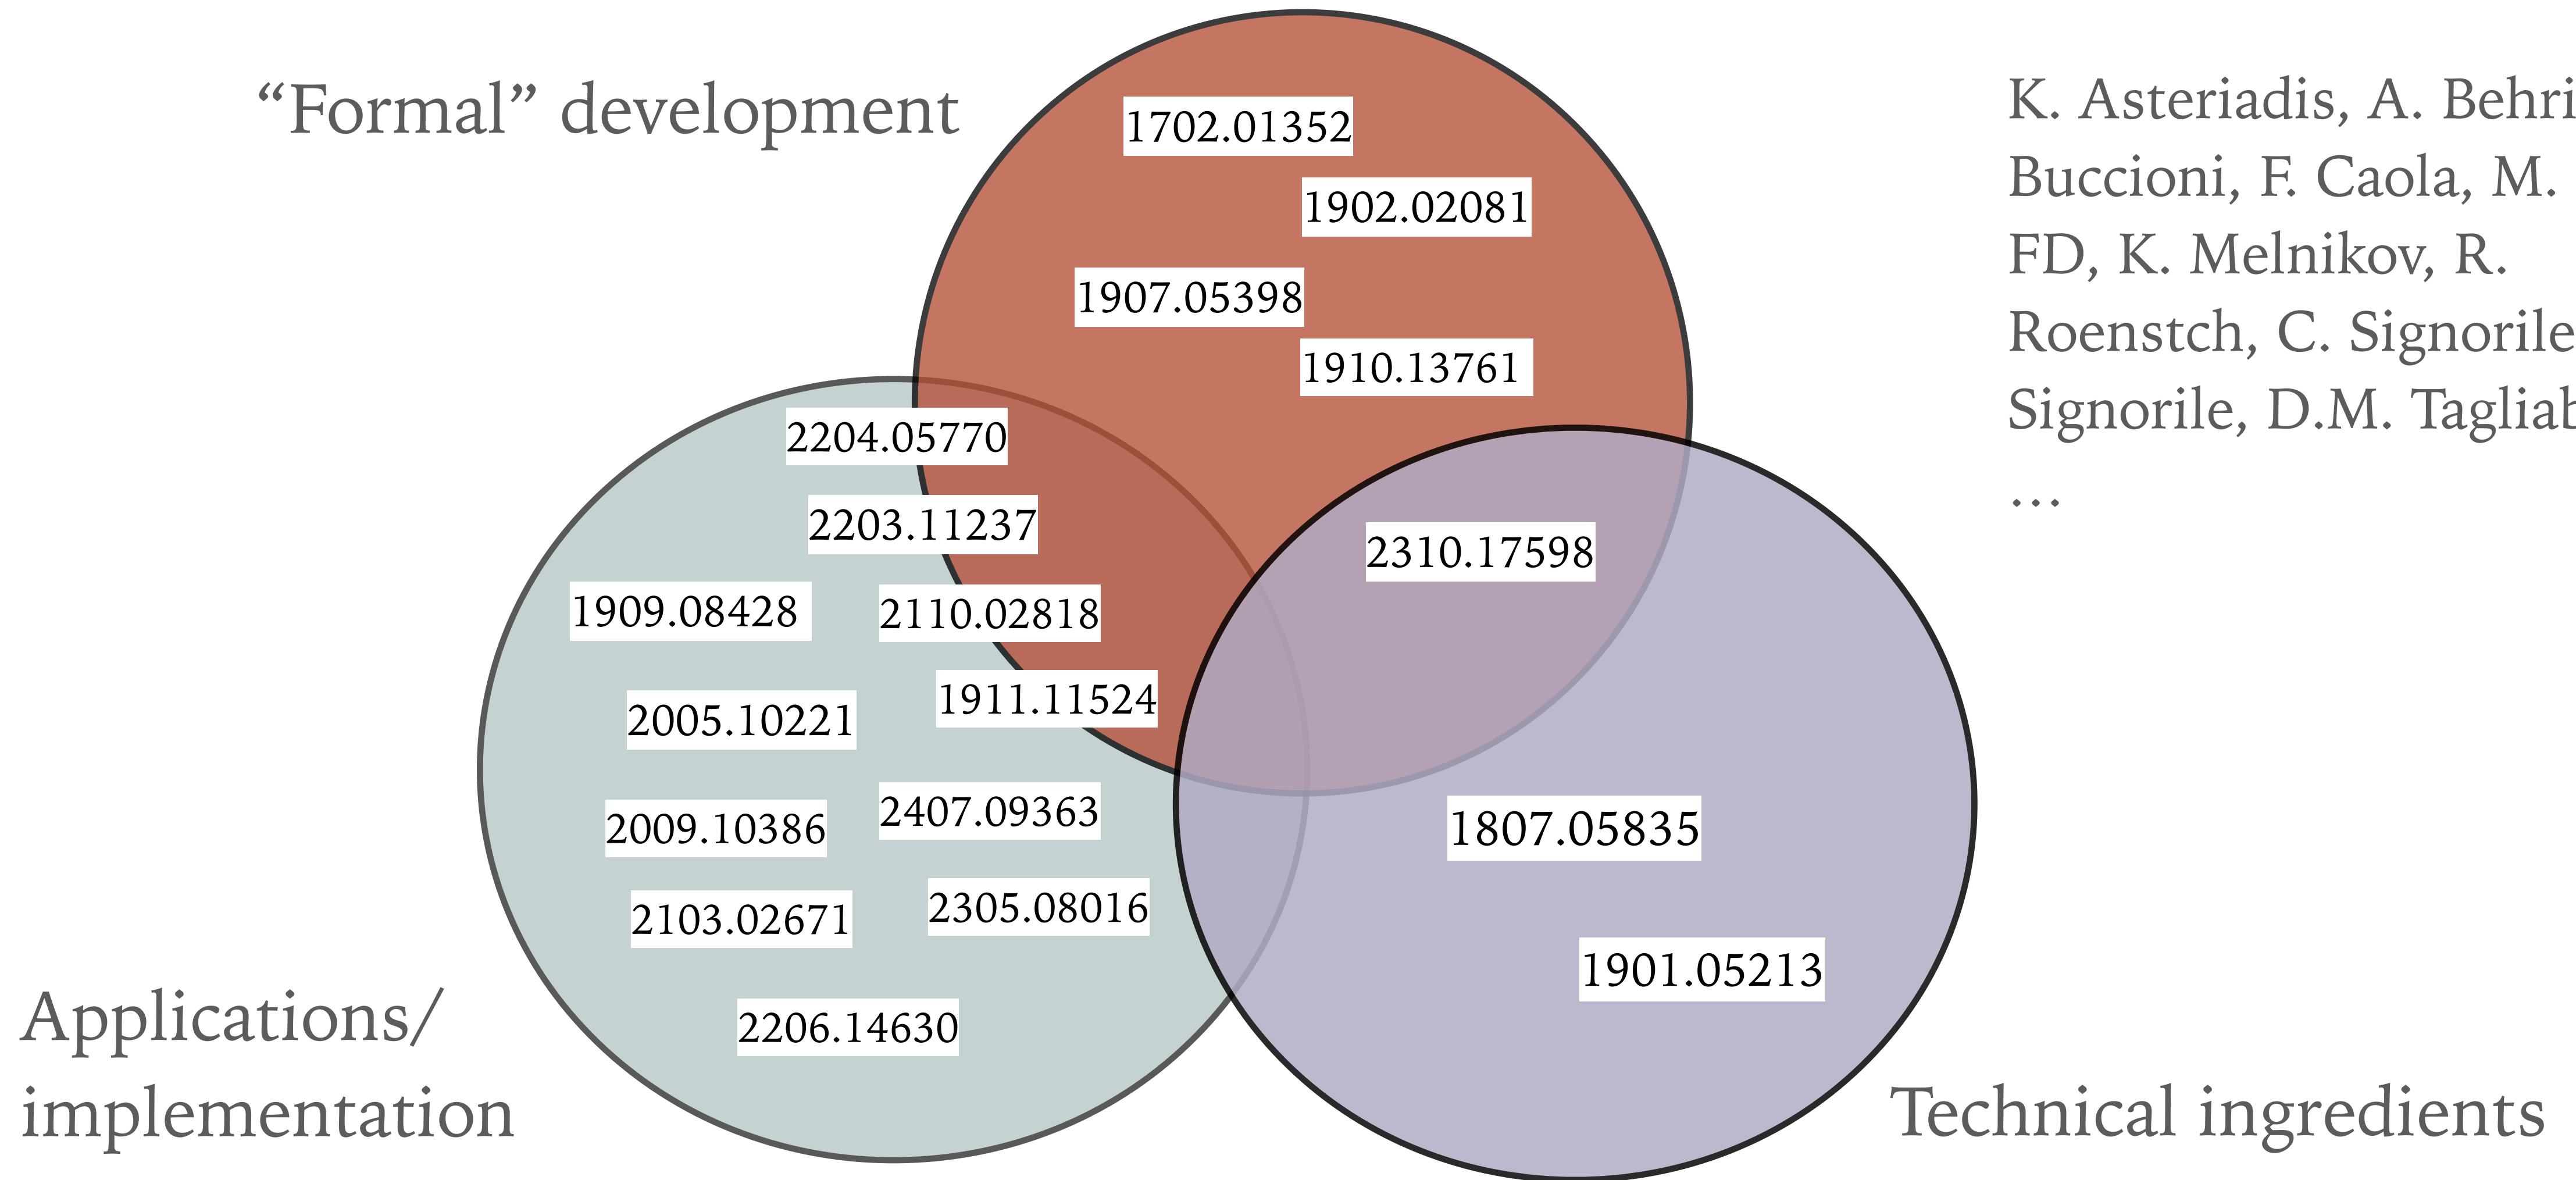 “Formal” development
K. Asteriadis, A. Behri
Buccioni, F. Caola, M.
FD, K. Melnikov, R.
Roenstch, C. Signorile
Signorile, D.M. Tagliab
…
1702.01352
1902.02081
1907.05398
1910.13761
2204.05770
2203.11237
2310.17598
1909.08428
2110.02818
1911.11524
2005.10221
2407.09363
2009.10386
1807.05835
2305.08016
2103.02671
1901.05213
2206.14630
Applications/
implementation
Technical ingredients